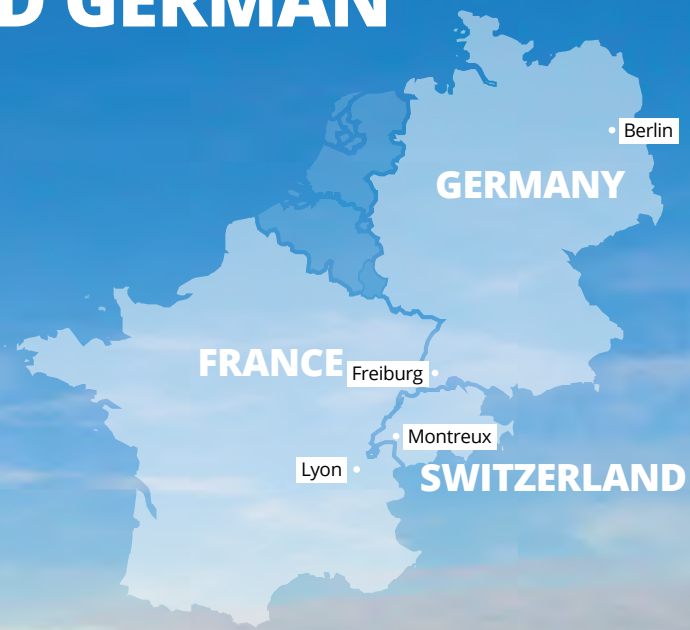 D GERMAN
Berlin
GERMANY
FRANCE
Freiburg
Montreux
Lyon
SWITZERLAND